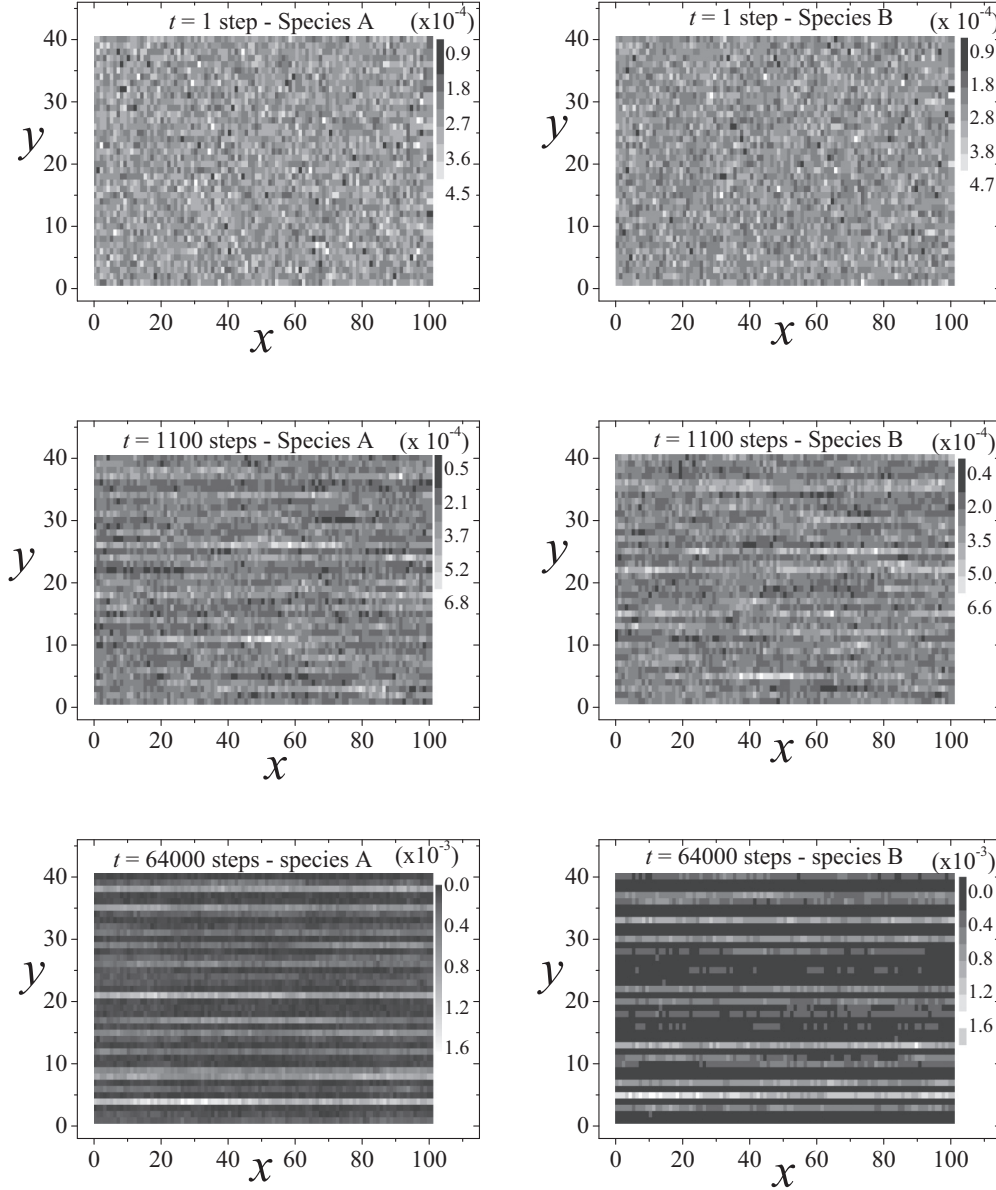 t = 1 step - Species A (x10-4)
0.9
1.8
2.7
3.6
4.5
40
30
20
10
0
y
0 20 40 60 80 100
x
t = 1 step - Species B (x 10-4)
0.9
1.8
2.8
3.8
4.7
40
30
20
10
0
y
0 20 40 60 80 100
x
t = 1100 steps - Species A (x 10-4)
0.5
2.1
3.7
5.2
6.8
40
30
20
10
0
y
0 20 40 60 80 100
x
t = 1100 steps - Species B (x 10-4)
0.4
2.0
3.5
5.0
6.6
40
30
20
10
0
y
0 20 40 60 80 100
x
t = 64000 steps - species A (x10-3)
0.0
0.4
0.8
1.2
1.6
40
30
20
10
0
y
0 20 40 60 80 100
x
t = 64000 steps - species B (x10-3)
0.0
0.4
0.8
1.2
1.6
40
30
20
10
0
y
0 20 40 60 80 100
x